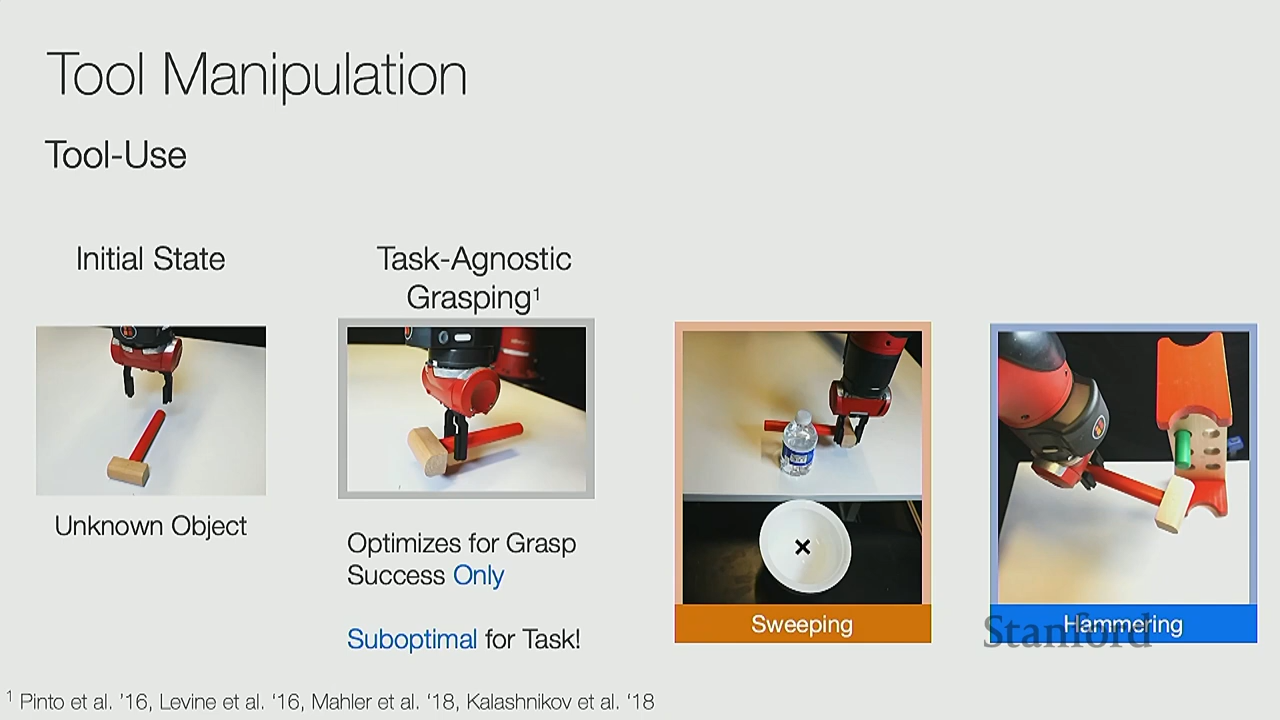 Tool Manipulation
Tool-Use
Initial State
Task-Agnostic
Grasping¹
Unknown Object
Optimizes for Grasp
Success Only
Suboptimal for Task!
Sweeping
Hammering
Stanford
¹ Pinto et al. ’16, Levine et al. ‘16, Mahler et al. ‘18, Kalashnikov et al. ‘18